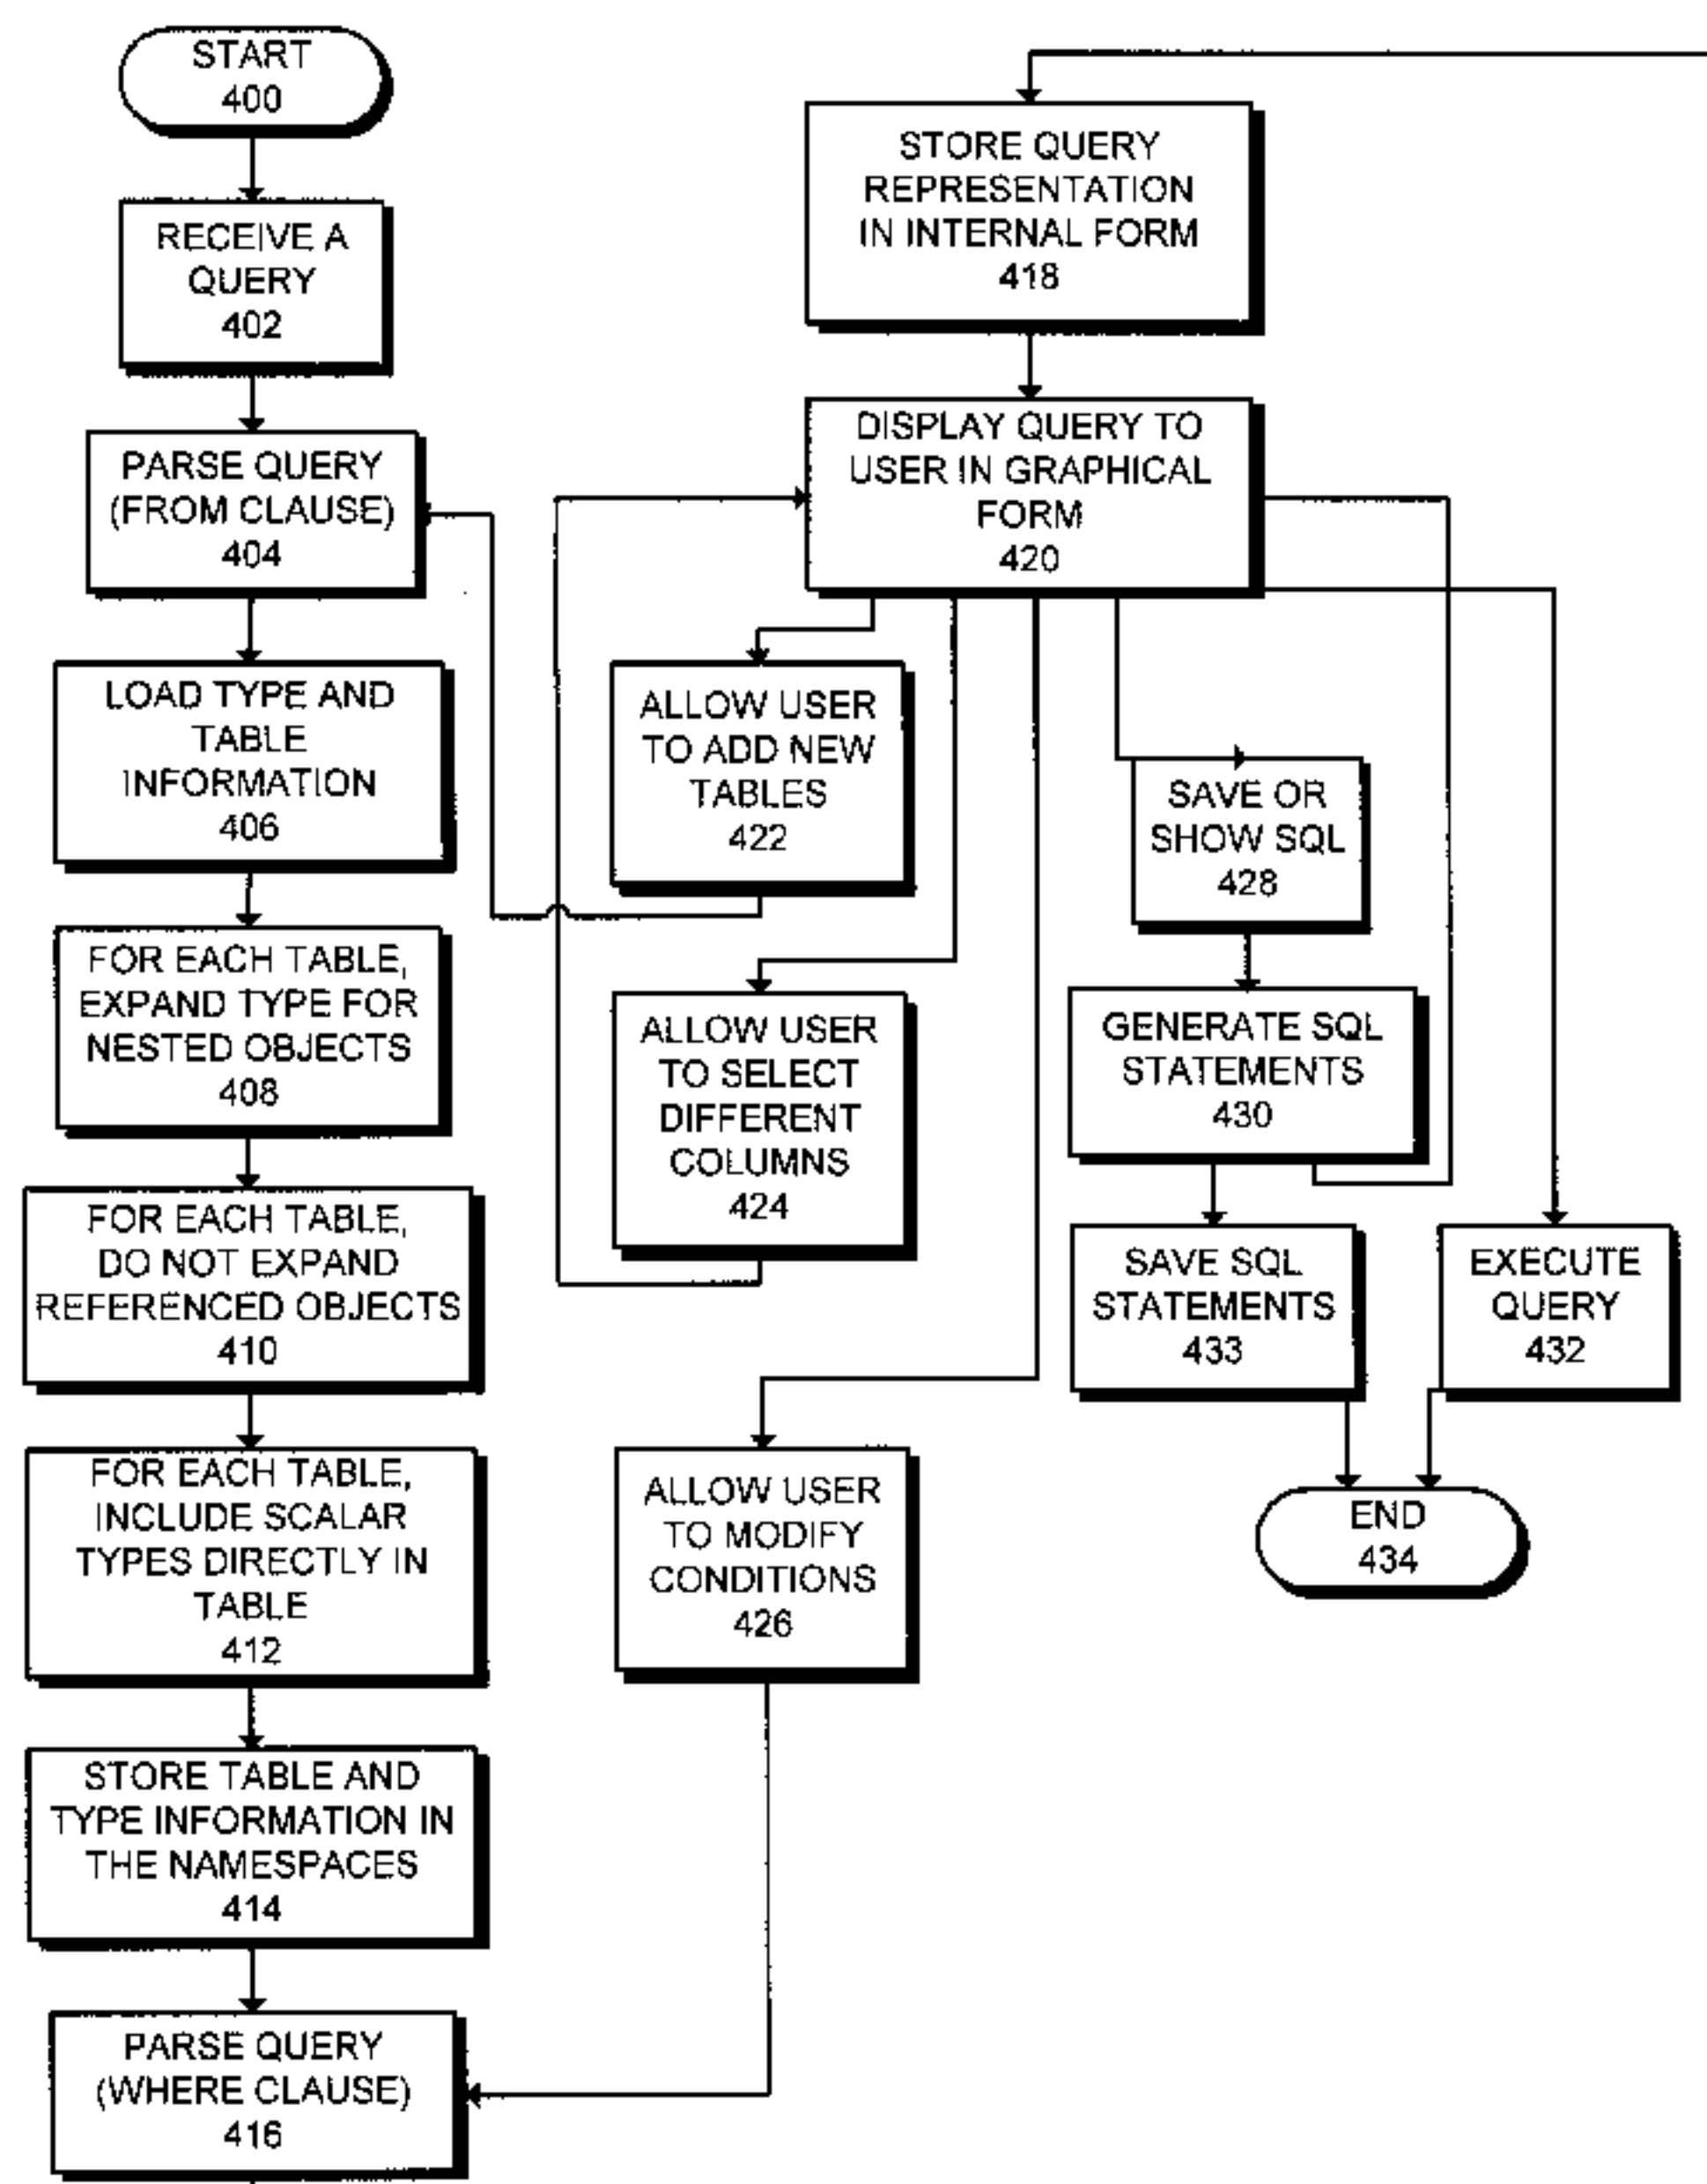 START
400
RECEIVE A
QUERY
402
PARSE QUERY
(FROM CLAUSE)
404
LOAD TYPE AND
TABLE
INFORMATION
406
FOR EACH TABLE,
EXPAND TYPE FOR
NESTED OBJECTS
408
FOR EACH TABLE,
DO NOT EXPAND
REFERENCED OBJECTS
410
FOR EACH TABLE,
INCLUDE SCALAR
TYPES DIRECTLY IN
TABLE
412
STORE TABLE AND
TYPE INFORMATION IN
THE NAMESPACES
414
PARSE QUERY
(WHERE CLAUSE)
416
STORE QUERY
REPRESENTATION
IN INTERNAL FORM
418
DISPLAY QUERY TO
USER IN GRAPHICAL
FORM
420
ALLOW USER
TO ADD NEW
TABLES
422
ALLOW USER
TO SELECT
DIFFERENT
COLUMNS
424
ALLOW USER
TO MODIFY
CONDITIONS
426
SAVE OR
SHOW SQL
428
GENERATE SQL
STATEMENTS
430
SAVE SQL
STATEMENTS
433
EXECUTE
QUERY
432
END
434